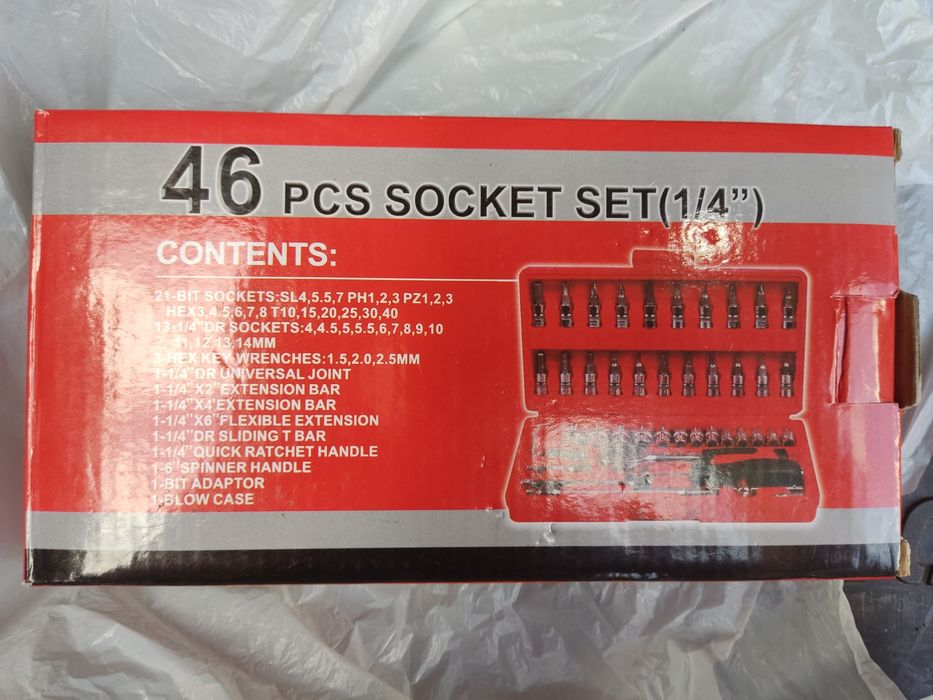 46 PCS SOCKET SET(1/4")
CONTENTS:
21-BIT SOCKETS:SL4,5.5,7 PH1,2,3 PZ1,2,3
HEX3,4,5,6,7,8 T10,15,20,25,30,40
13-1/4"DR SOCKETS:4,4.5,5,5.5,6,7,8,9,10
11,12,13,14MM
3-HEX KEY WRENCHES:1.5,2.0,2.5MM
1-1/4"DR UNIVERSAL JOINT
1-1/4"X2"EXTENSION BAR
1-1/4"X4"EXTENSION BAR
1-1/4"X6"FLEXIBLE EXTENSION
1-1/4"DR SLIDING T BAR
1-1/4"QUICK RATCHET HANDLE
1-6"SPINNER HANDLE
1-BIT ADAPTOR
1-BLOW CASE